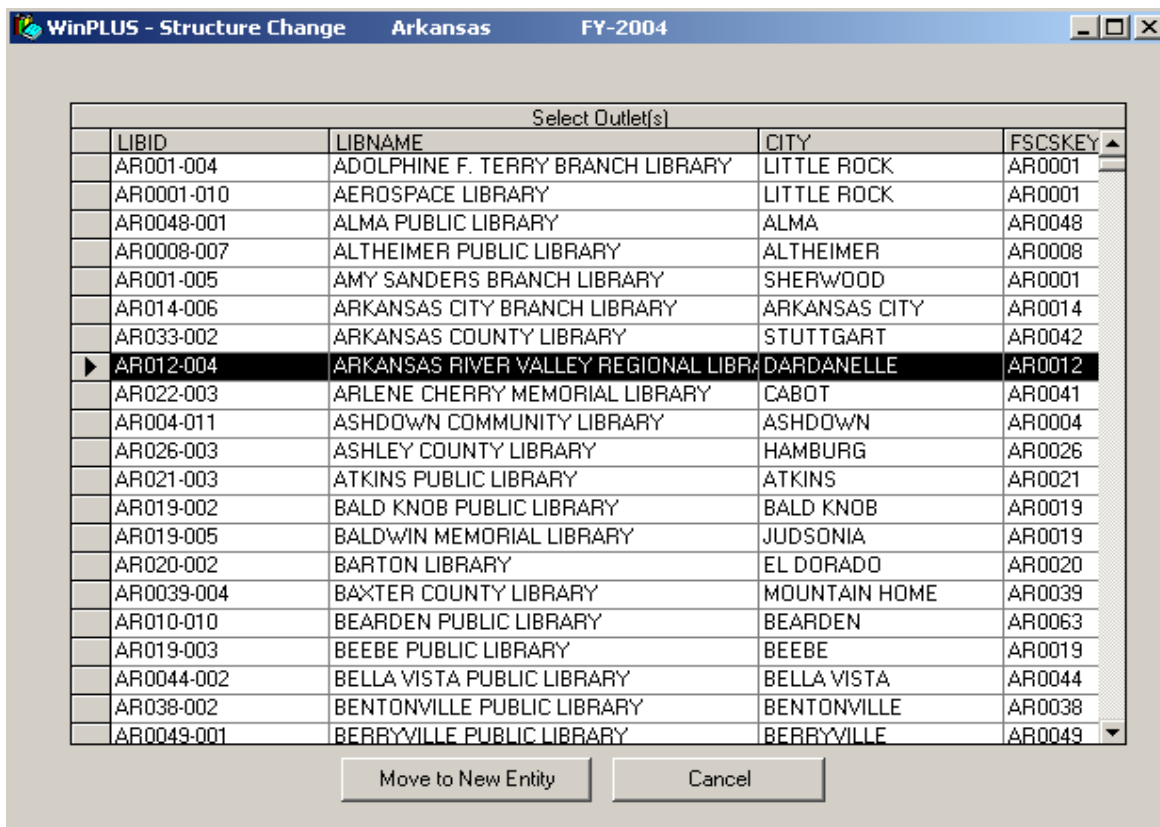 WinPLUS - Structure Change Arkansas FY-2004
Select Outlet(s)
LIBID LIBNAME CITY FSCSKEY
AR001-004 ADOLPHINE F. TERRY BRANCH LIBRARY LITTLE ROCK AR0001
AR0001-010 AEROSPACE LIBRARY LITTLE ROCK AR0001
AR0048-001 ALMA PUBLIC LIBRARY ALMA AR0048
AR0008-007 ALTHEIMER PUBLIC LIBRARY ALTHEIMER AR0008
AR001-005 AMY SANDERS BRANCH LIBRARY SHERWOOD AR0001
AR014-006 ARKANSAS CITY BRANCH LIBRARY ARKANSAS CITY AR0014
AR033-002 ARKANSAS COUNTY LIBRARY STUTTGART AR0042
AR012-004 ARKANSAS RIVER VALLEY REGIONAL LIBRA DARDANELLE AR0012
AR022-003 ARLENE CHERRY MEMORIAL LIBRARY CABOT AR0041
AR004-011 ASHDOWN COMMUNITY LIBRARY ASHDOWN AR0004
AR026-003 ASHLEY COUNTY LIBRARY HAMBURG AR0026
AR021-003 ATKINS PUBLIC LIBRARY ATKINS AR0021
AR019-002 BALD KNOB PUBLIC LIBRARY BALD KNOB AR0019
AR019-005 BALDWIN MEMORIAL LIBRARY JUDSONIA AR0019
AR020-002 BARTON LIBRARY EL DORADO AR0020
AR0039-004 BAXTER COUNTY LIBRARY MOUNTAIN HOME AR0039
AR010-010 BEARDEN PUBLIC LIBRARY BEARDEN AR0063
AR019-003 BEEBE PUBLIC LIBRARY BEEBE AR0019
AR0044-002 BELLA VISTA PUBLIC LIBRARY BELLA VISTA AR0044
AR038-002 BENTONVILLE PUBLIC LIBRARY BENTONVILLE AR0038
AR0049-001 BERRYVILLE PUBLIC LIBRARY BERRYVILLE AR0049
Move to New Entity Cancel